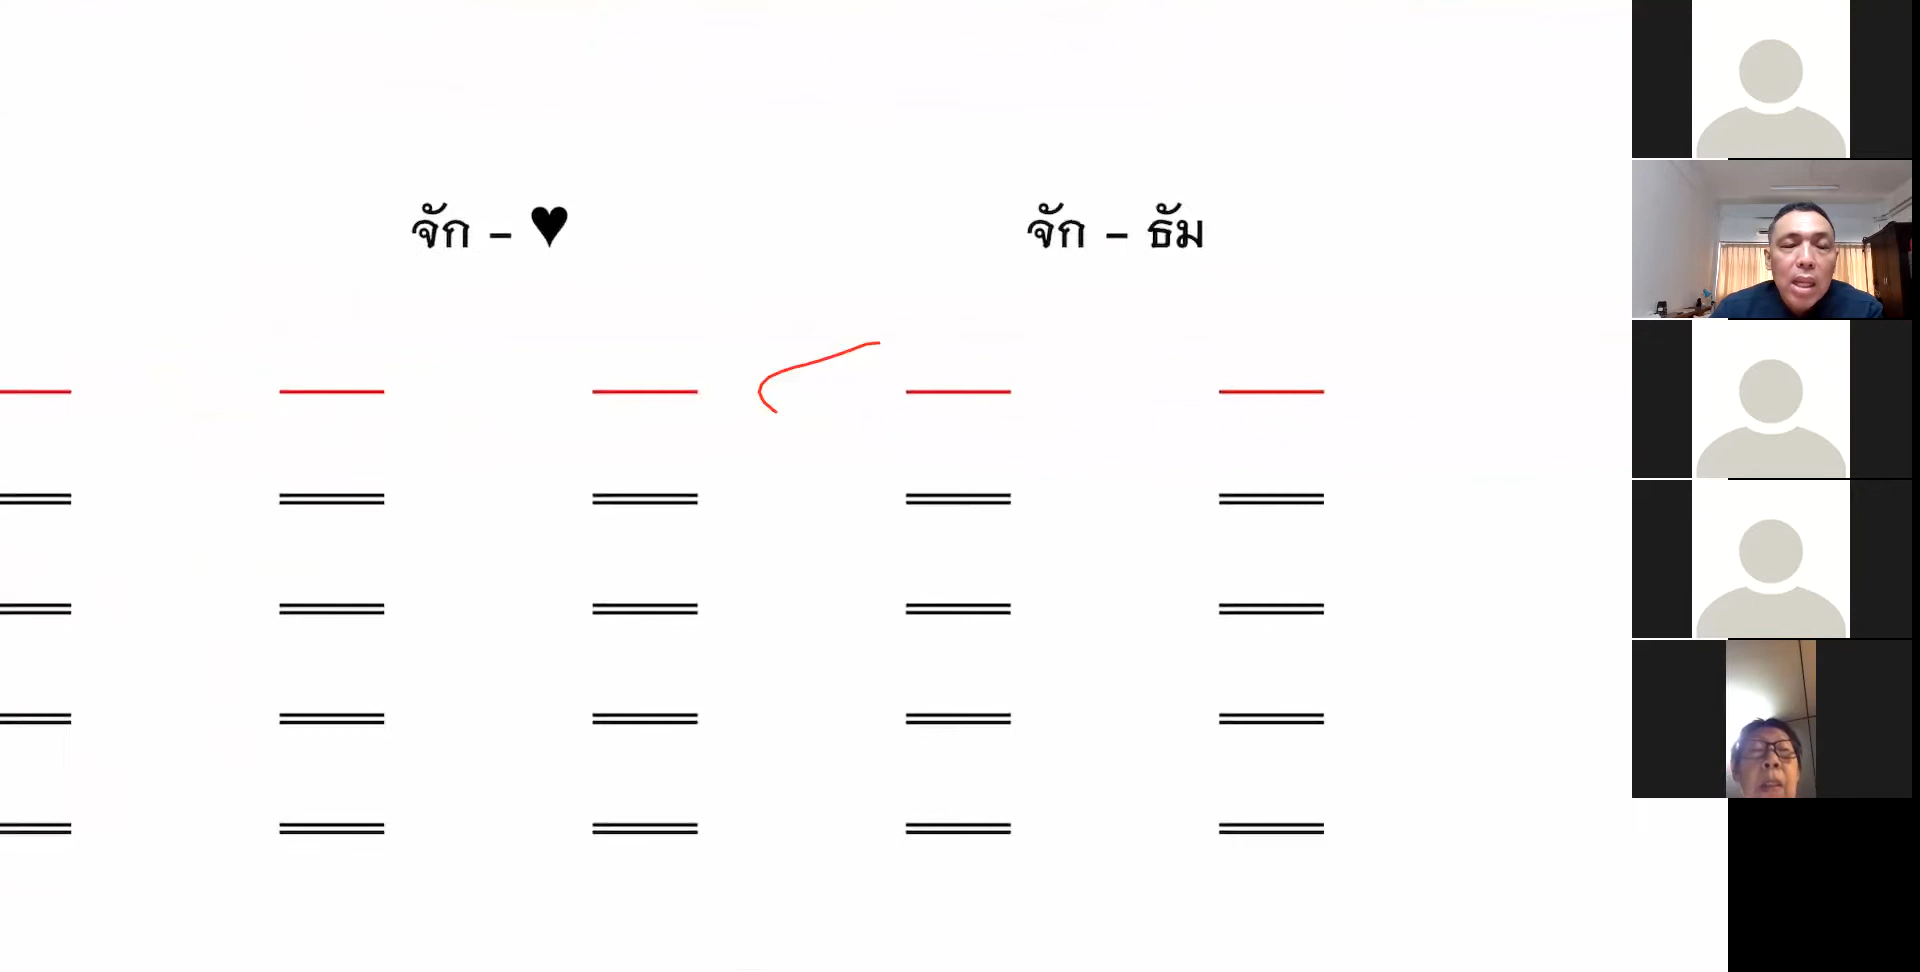 จัก – ♥
จัก – ธัม